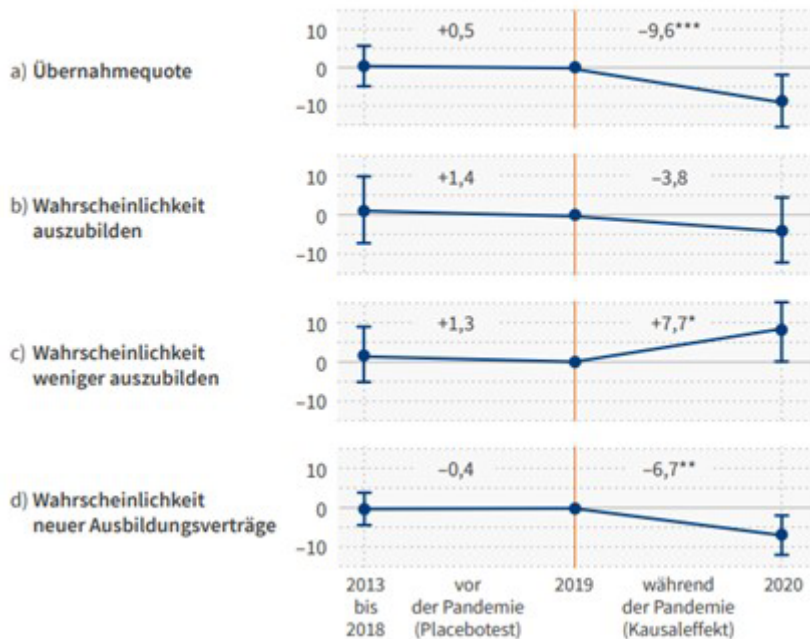 10
+0,5
–9,6***
a) Übernahmequote
0
–10
10
+1,4
–3,8
b) Wahrscheinlichkeit
auszubilden
0
–10
10
+1,3
+7,7*
c) Wahrscheinlichkeit
weniger auszubilden
0
–10
10
–0,4
–6,7**
d) Wahrscheinlichkeit
neuer Ausbildungsverträge
0
–10
2013
bis
2018
vor
der Pandemie
(Placebotest)
2019
während
der Pandemie
(Kausaleffekt)
2020